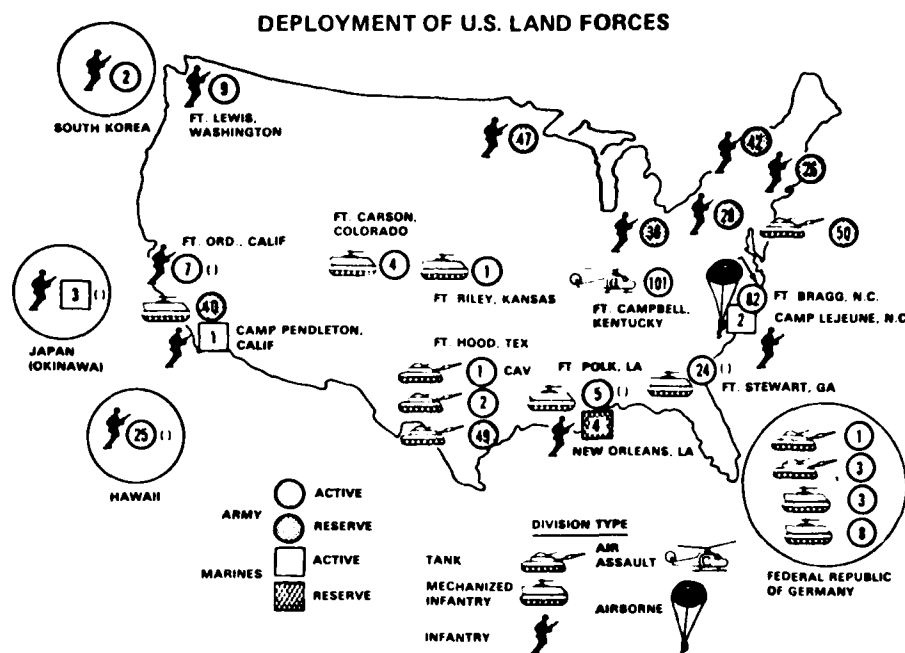 DEPLOYMENT OF U.S. LAND FORCES
2
SOUTH KOREA
9
FT. LEWIS,
WASHINGTON
47
42
26
28
38
50
FT. CARSON,
COLORADO
4
1
FT. RILEY, KANSAS
FT. ORD., CALIF
7 ( )
40
1
CAMP PENDLETON,
CALIF
3 ( )
JAPAN
(OKINAWA)
101
FT. CAMPBELL,
KENTUCKY
82
FT. BRAGG, N.C.
2
CAMP LEJEUNE, N.C.
FT. HOOD, TEX
1 CAV
2
49
FT. POLK, LA
5 ( )
4
NEW ORLEANS, LA
24 ( )
FT. STEWART, GA
25 ( )
HAWAII
1
3
3
8
FEDERAL REPUBLIC
OF GERMANY
ARMY
ACTIVE
RESERVE
MARINES
ACTIVE
RESERVE
DIVISION TYPE
TANK
MECHANIZED
INFANTRY
INFANTRY
AIR
ASSAULT
AIRBORNE